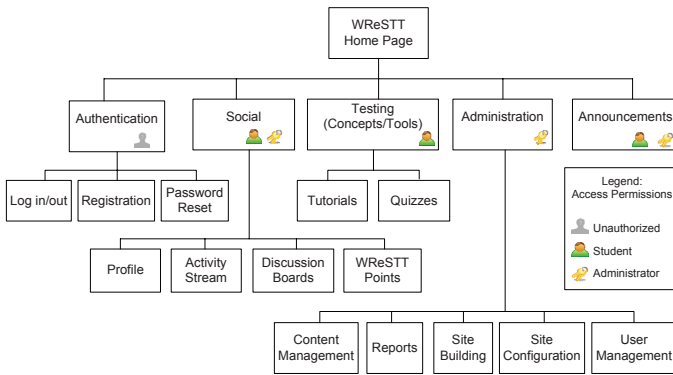 WReSTT
Home Page
Authentication
Social
Testing
(Concepts/Tools)
Administration
Announcements
Log in/out
Registration
Password
Reset
Tutorials
Quizzes
Legend:
Access Permissions
Unauthorized
Student
Administrator
Profile
Activity
Stream
Discussion
Boards
WReSTT
Points
Content
Management
Reports
Site
Building
Site
Configuration
User
Management